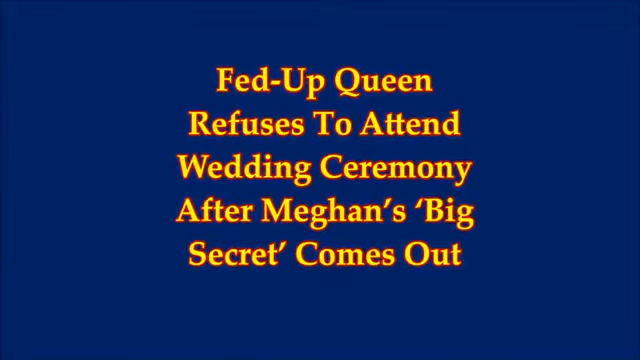 Fed-Up Queen
Refuses To Attend
Wedding Ceremony
After Meghan’s ‘Big
Secret’ Comes Out